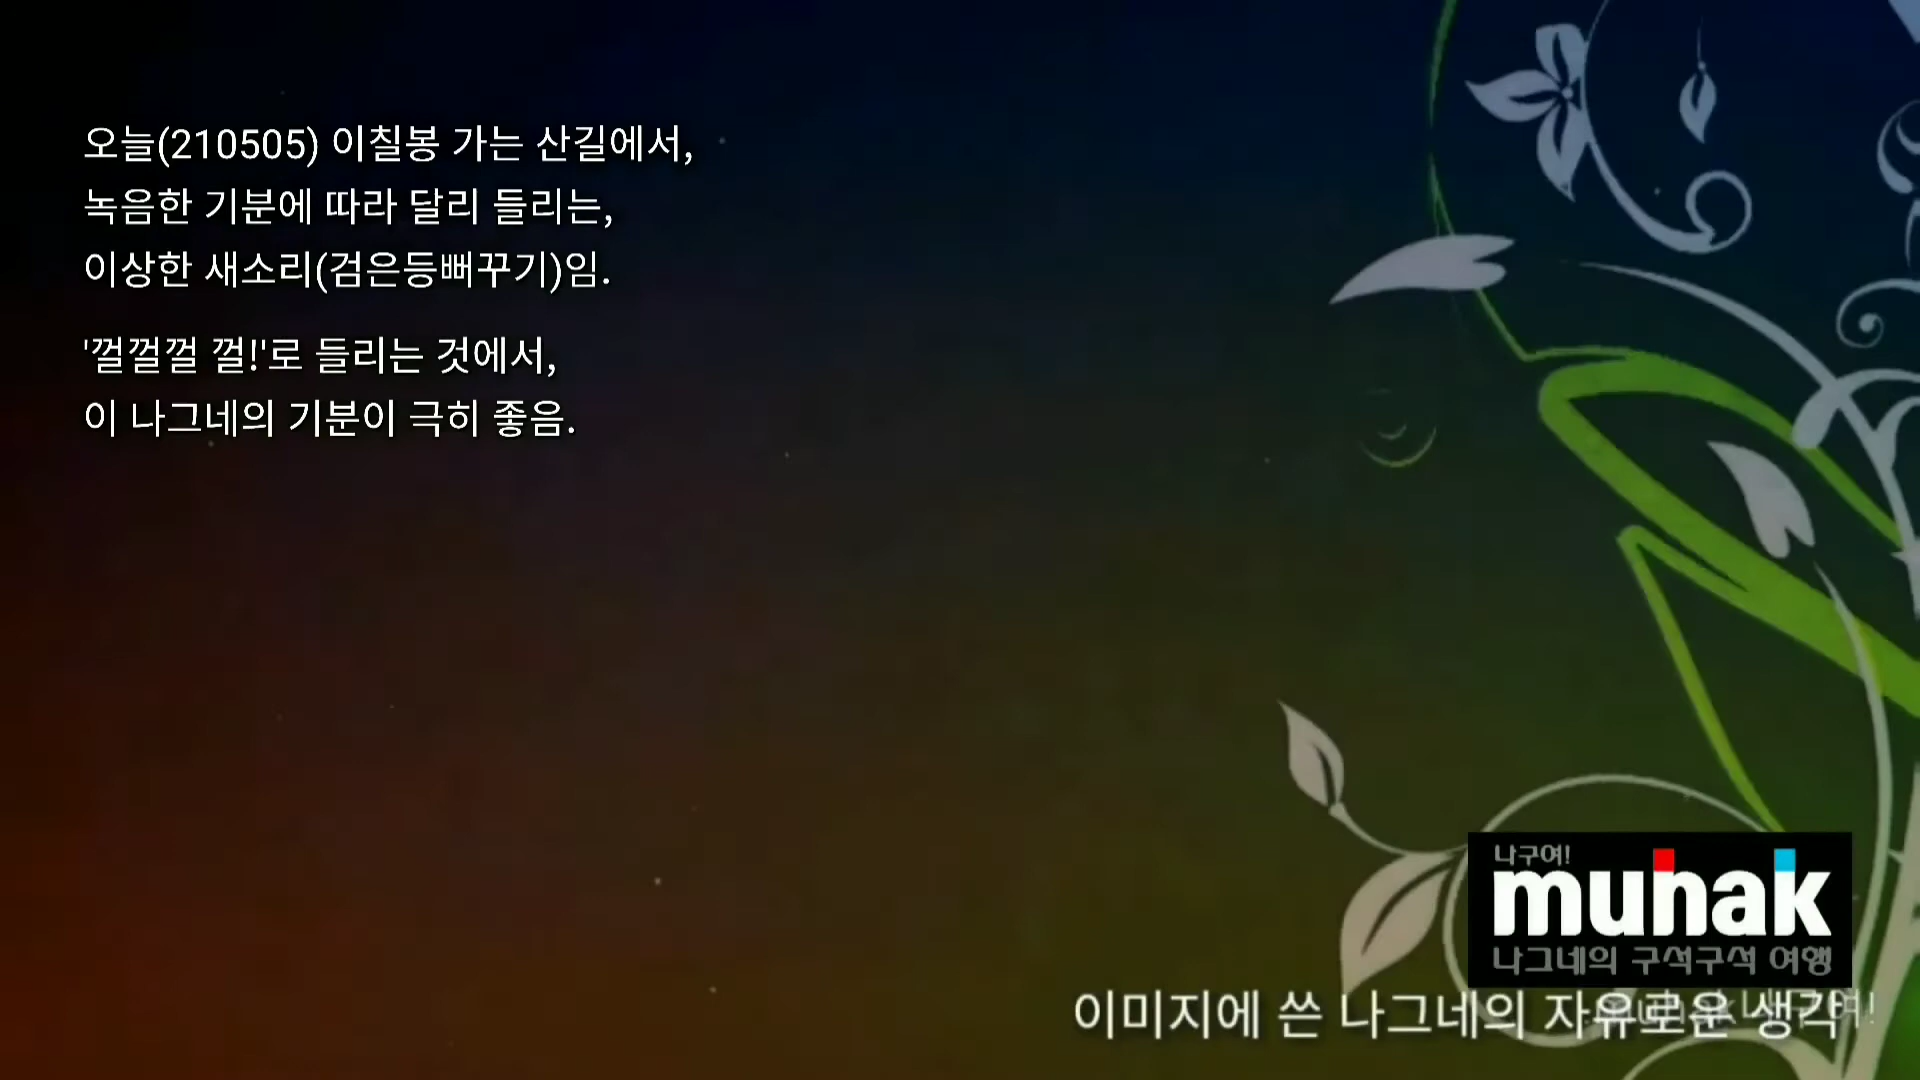 오늘(210505) 이칠봉 가는 산길에서,
녹음한 기분에 따라 달리 들리는,
이상한 새소리(검은등뻐꾸기)임.
'껄껄껄 껄!'로 들리는 것에서,
이 나그네의 기분이 극히 좋음.
나구여!
munak
나그네의 구석구석 여행
이미지에 쓴 나그네의 자유로운 생각